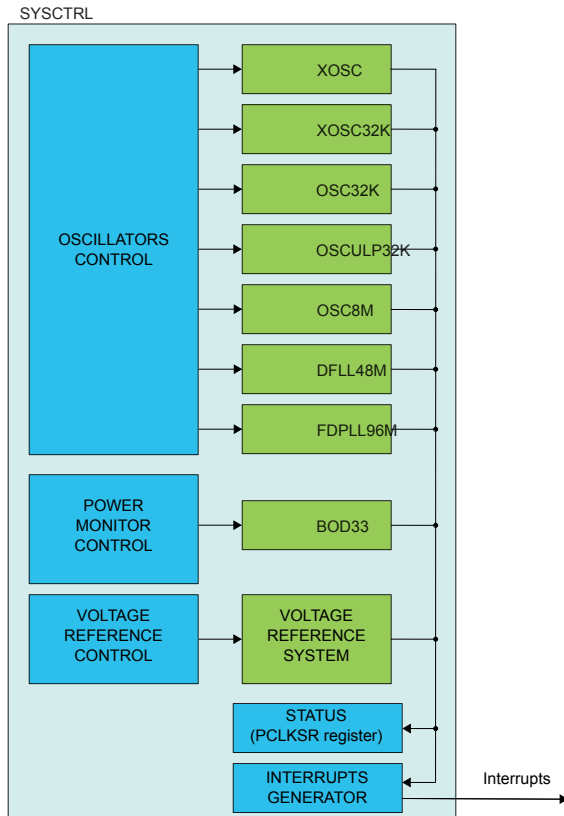 SYSCTRL
OSCILLATORS
CONTROL
XOSC
XOSC32K
OSC32K
OSCULP32K
OSC8M
DFLL48M
FDPLL96M
POWER
MONITOR
CONTROL
BOD33
VOLTAGE
REFERENCE
CONTROL
VOLTAGE
REFERENCE
SYSTEM
STATUS
(PCLKSR register)
INTERRUPTS
GENERATOR
Interrupts